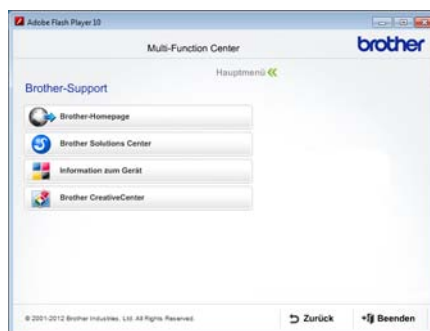 Adobe Flash Player 10
Multi-Function Center
brother
Hauptmenü
Brother-Support
Brother-Homepage
Brother Solutions Center
Information zum Gerät
Brother CreativeCenter
© 2001-2012 Brother Industries, Ltd. All Rights Reserved.
Zurück
Beenden